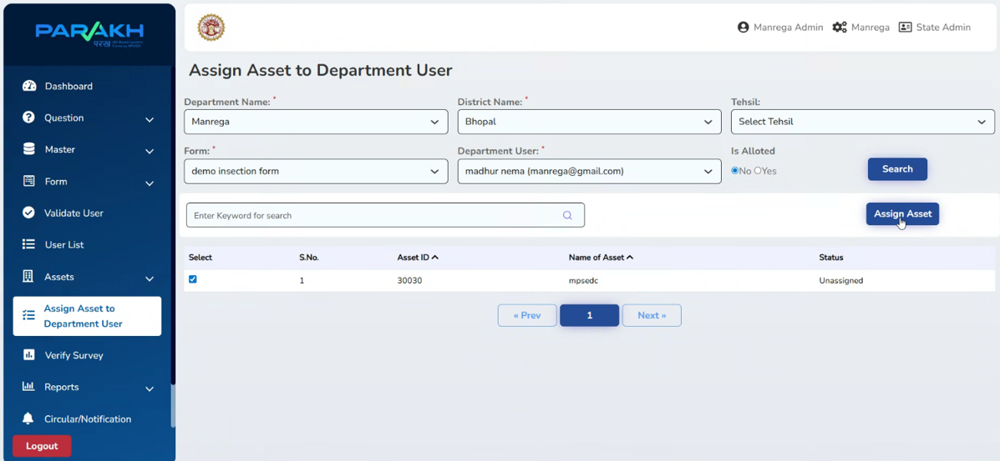 PARAKH
परख
Manrega Admin
Manrega
State Admin
Assign Asset to Department User
Department Name: *
District Name: *
Tehsil:
Manrega
Bhopal
Select Tehsil
Form: *
Department User: *
Is Alloted
demo insection form
madhur nema (manrega@gmail.com)
No Yes
Search
Enter Keyword for search
Assign Asset
Select S.No. Asset ID Name of Asset Status
1 30030 mpsedc Unassigned
« Prev 1 Next »
Dashboard
Question
Master
Form
Validate User
User List
Assets
Assign Asset to
Department User
Verify Survey
Reports
Circular/Notification
Logout